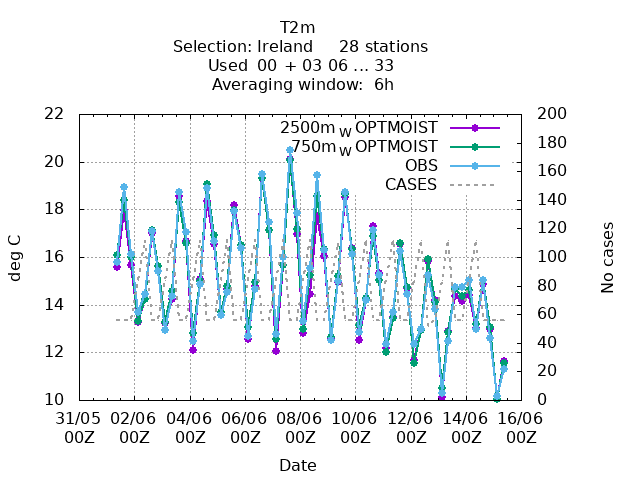 T2m
Selection: Ireland 28 stations
Used 00 + 03 06 ... 33
Averaging window: 6h
2500m W OPTMOIST
750m W OPTMOIST
OBS
CASES
deg C
No cases
22
20
18
16
14
12
10
200
180
160
140
120
100
80
60
40
20
0
31/05 02/06 04/06 06/06 08/06 10/06 12/06 14/06 16/06
00Z 00Z 00Z 00Z 00Z 00Z 00Z 00Z 00Z
Date